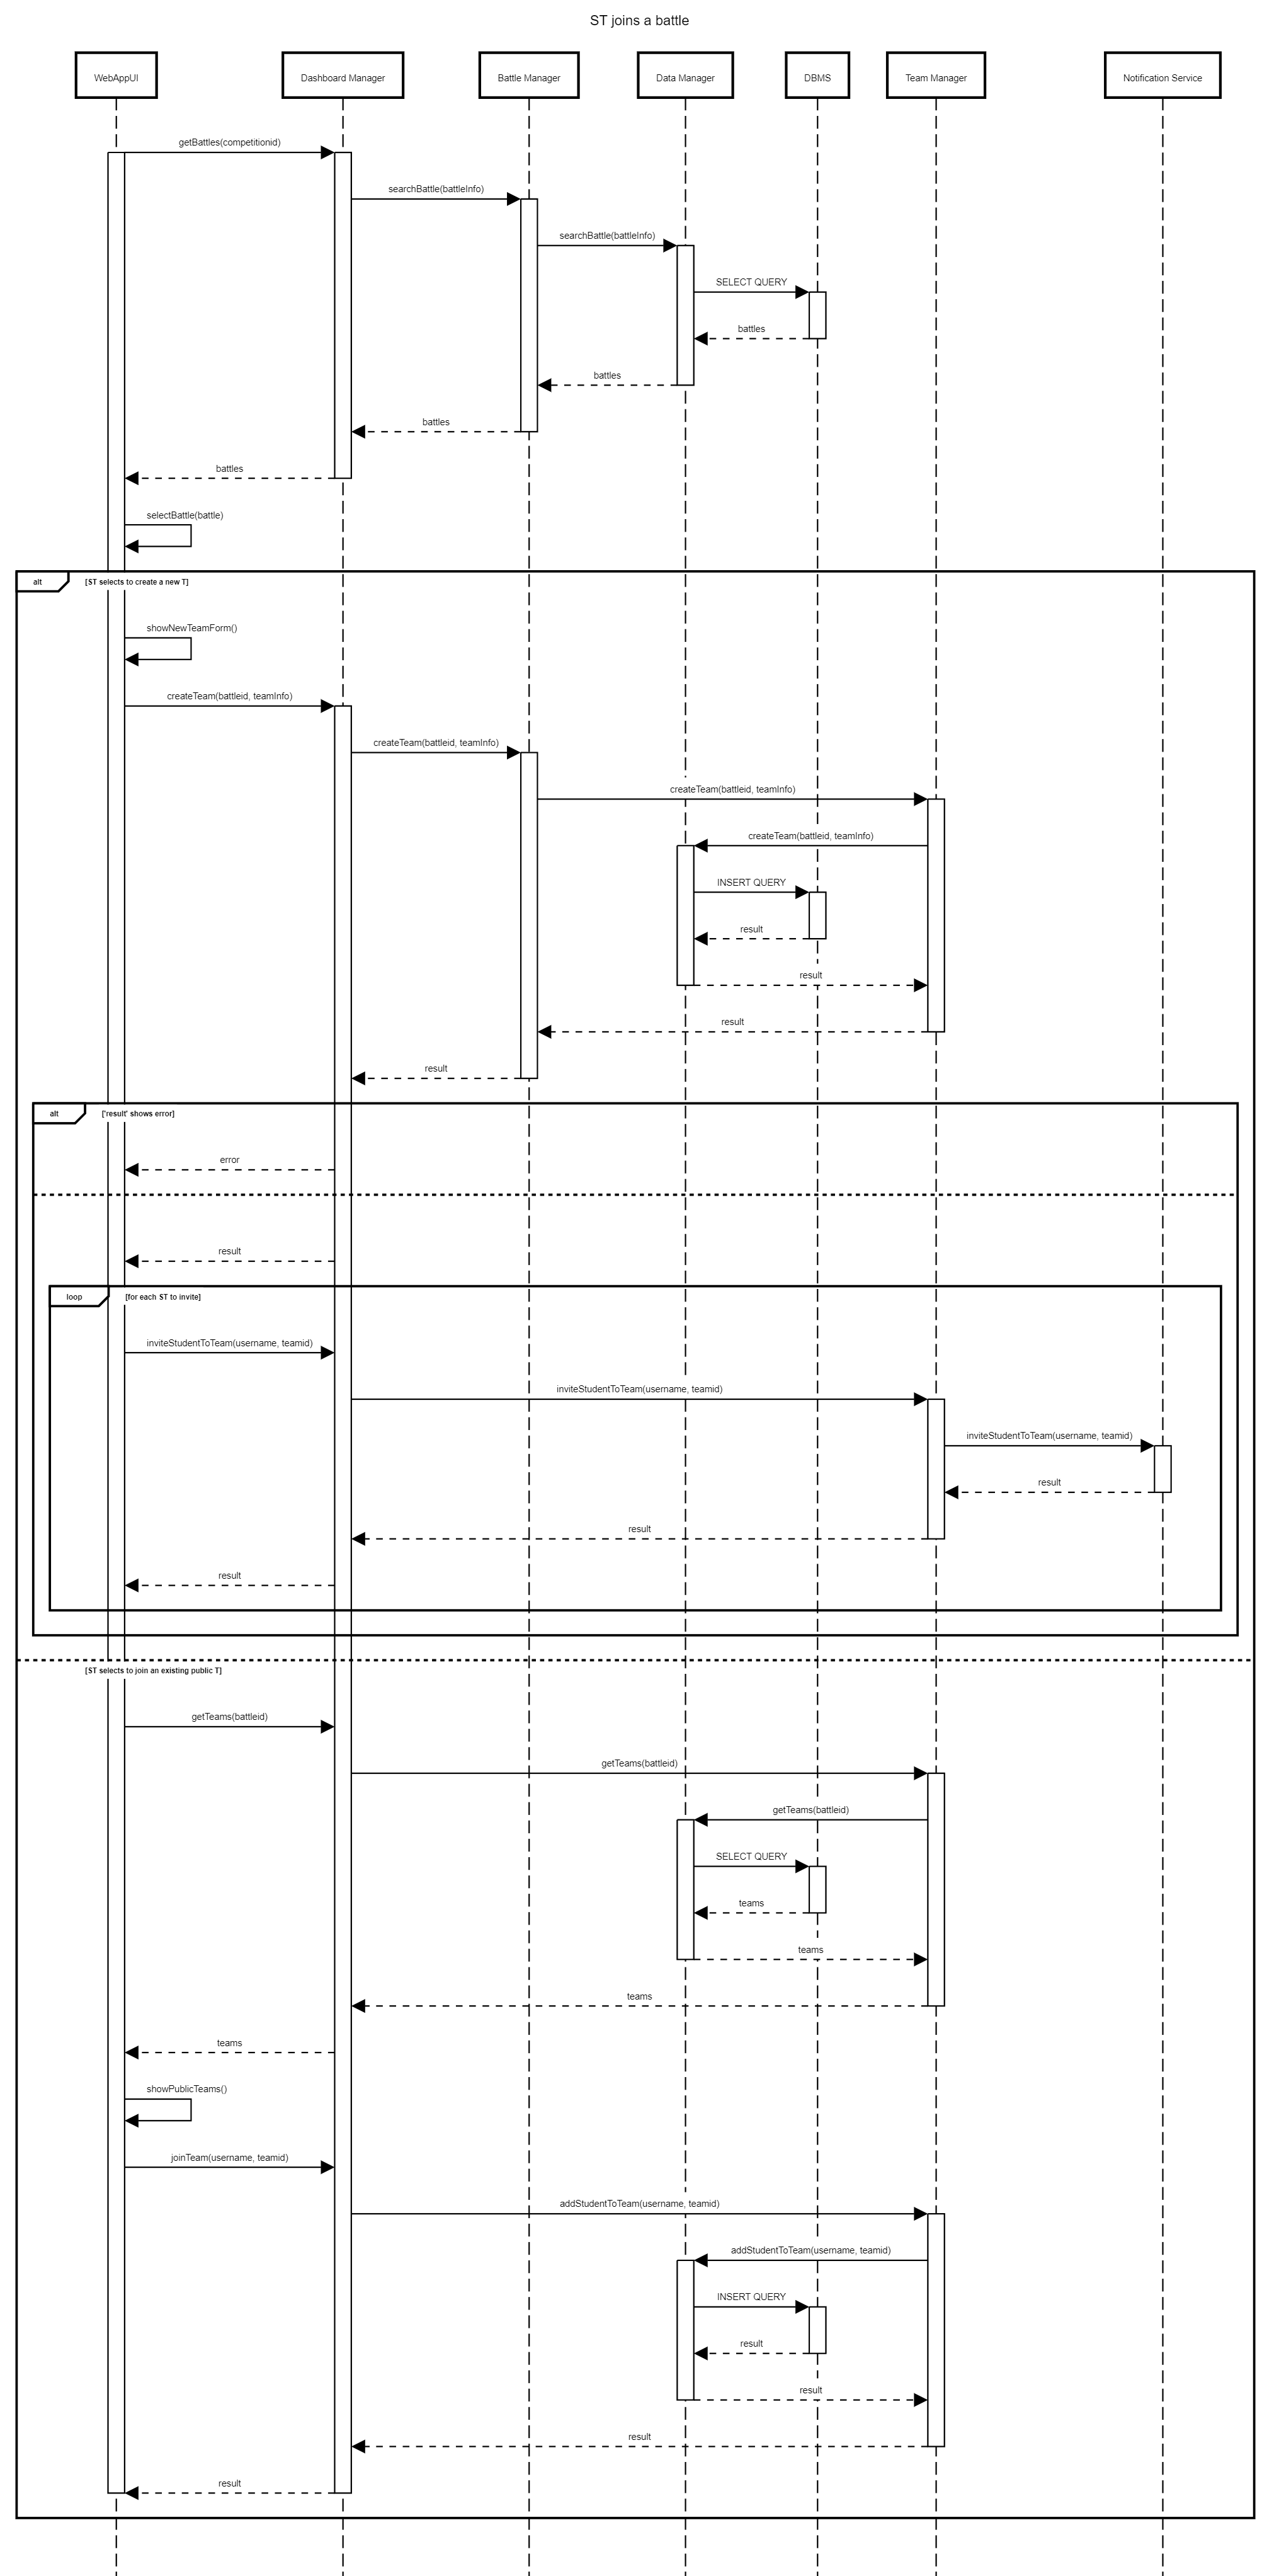 ST joins a battle
WebAppUI
Dashboard Manager
Battle Manager
Data Manager
DBMS
Team Manager
Notification Service
getBattles(competitionid)
searchBattle(battleInfo)
searchBattle(battleInfo)
SELECT QUERY
battles
battles
battles
battles
selectBattle(battle)
alt
[ST selects to create a new T]
showNewTeamForm()
createTeam(battleid, teamInfo)
createTeam(battleid, teamInfo)
createTeam(battleid, teamInfo)
createTeam(battleid, teamInfo)
INSERT QUERY
result
result
result
result
alt
['result' shows error]
error
result
loop
[for each ST to invite]
inviteStudentToTeam(username, teamid)
inviteStudentToTeam(username, teamid)
inviteStudentToTeam(username, teamid)
result
result
result
[ST selects to join an existing public T]
getTeams(battleid)
getTeams(battleid)
getTeams(battleid)
SELECT QUERY
teams
teams
teams
teams
showPublicTeams()
joinTeam(username, teamid)
addStudentToTeam(username, teamid)
addStudentToTeam(username, teamid)
INSERT QUERY
result
result
result
result